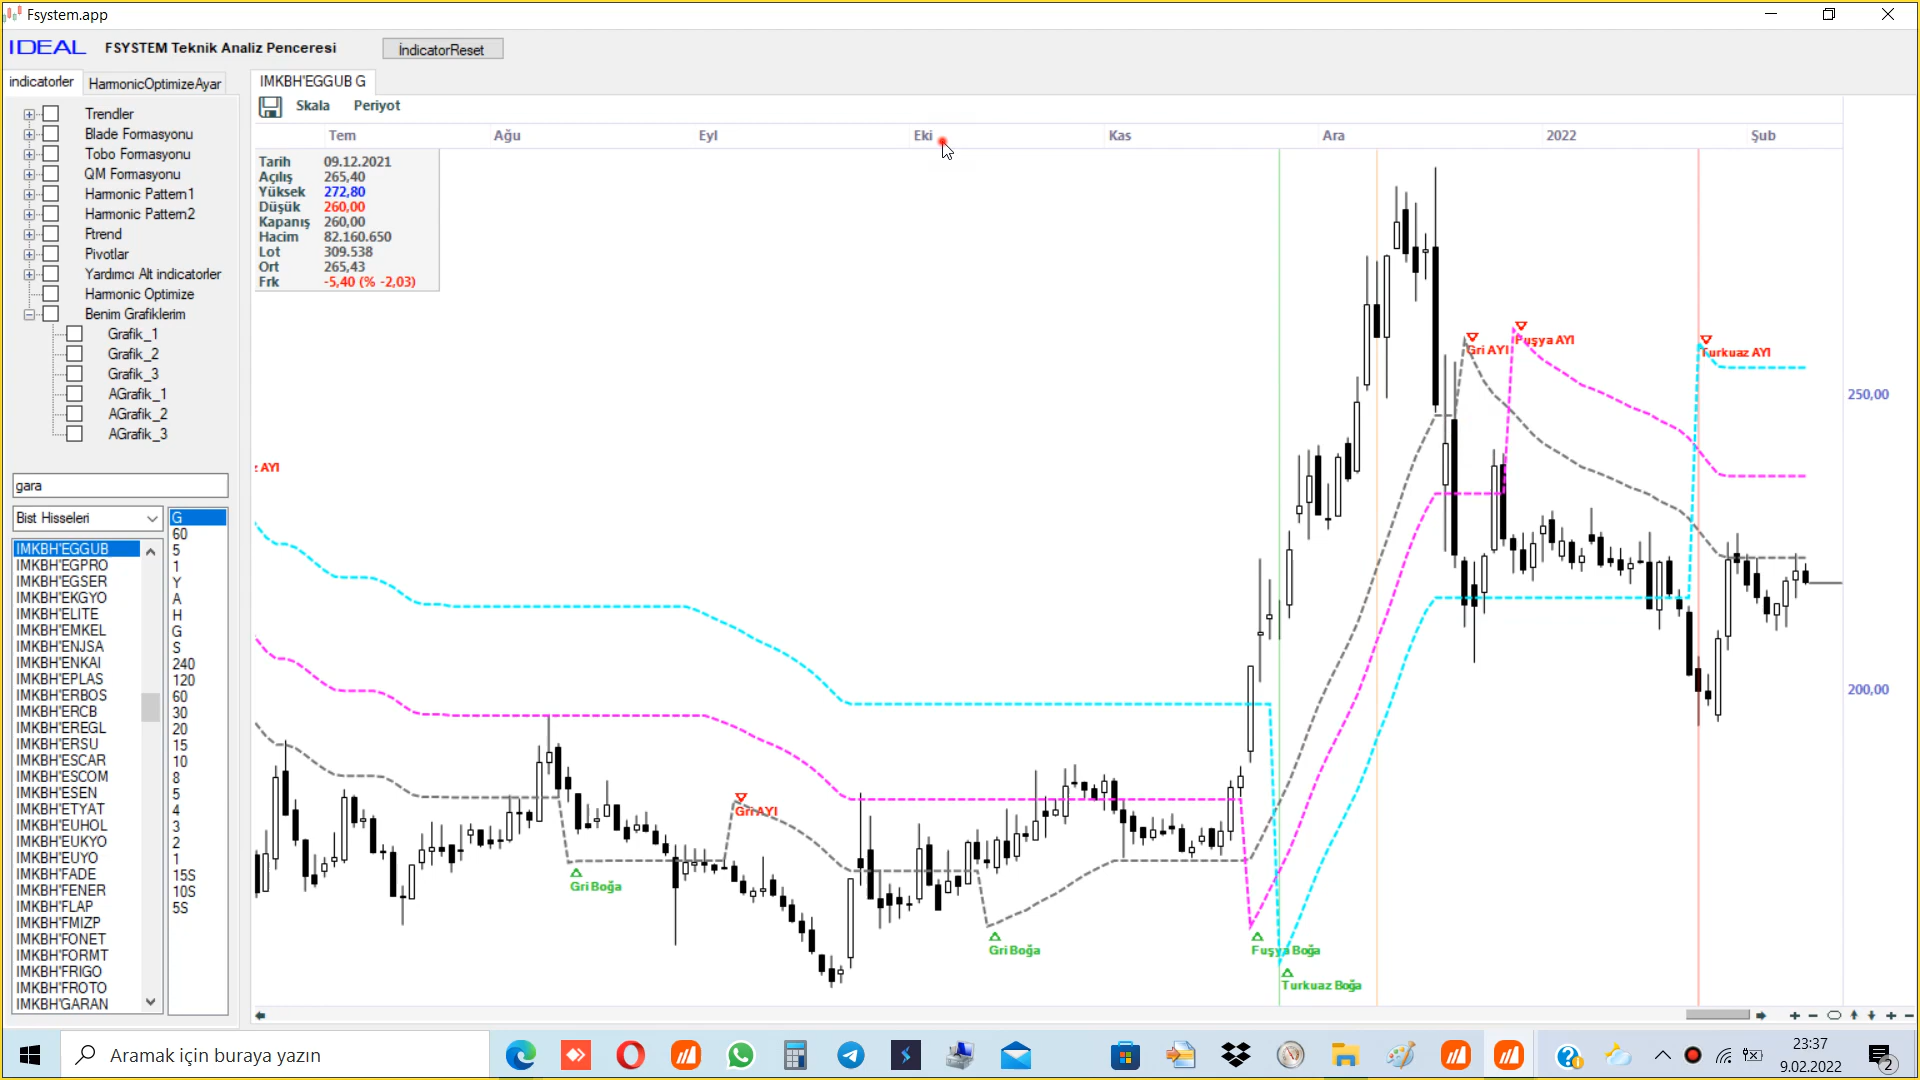 Fsystem.app
IDEAL FSYSTEM Teknik Analiz Penceresi İndicatorReset
indicatorler HarmonicOptimizeAyar IMKBH'EGGUB G
Skala Periyot
Tem Ağu Eyl Eki Kas Ara 2022 Şub
Trendler
Blade Formasyonu
Tobo Formasyonu
QM Formasyonu
Harmonic Pattern1
Harmonic Pattern2
Ftrend
Pivotlar
Yardımcı Alt indicatorler
Harmonic Optimize
Benim Grafiklerim
Grafik_1
Grafik_2
Grafik_3
AGrafik_1
AGrafik_2
AGrafik_3
gara
Bist Hisseleri
IMKBH'EGGUB
IMKBH'EGPRO
IMKBH'EGSER
IMKBH'EKGYO
IMKBH'ELITE
IMKBH'EMKEL
IMKBH'ENJSA
IMKBH'ENKAI
IMKBH'EPLAS
IMKBH'ERBOS
IMKBH'ERCB
IMKBH'EREGL
IMKBH'ERSU
IMKBH'ESCAR
IMKBH'ESCOM
IMKBH'ESEN
IMKBH'ETYAT
IMKBH'EUHOL
IMKBH'EUKYO
IMKBH'EUYO
IMKBH'FADE
IMKBH'FENER
IMKBH'FLAP
IMKBH'FMIZP
IMKBH'FONET
IMKBH'FORMT
IMKBH'FRIGO
IMKBH'FROTO
IMKBH'GARAN
G
60
5
1
Y
A
H
G
S
240
120
60
30
20
15
10
8
5
4
3
2
1
15S
10S
5S
Tarih 09.12.2021
Açılış 265,40
Yüksek 272,80
Düşük 260,00
Kapanış 260,00
Hacim 82.160.650
Lot 309.538
Ort 265,43
Frk -5,40 (% -2,03)
z AYI
Gri AYI
Fuşya AYI
Turkuaz AYI
250,00
200,00
Gri AYI
Gri Boğa
Gri Boğa
Fuşya Boğa
Turkuaz Boğa
Aramak için buraya yazın
23:37
9.02.2022
2